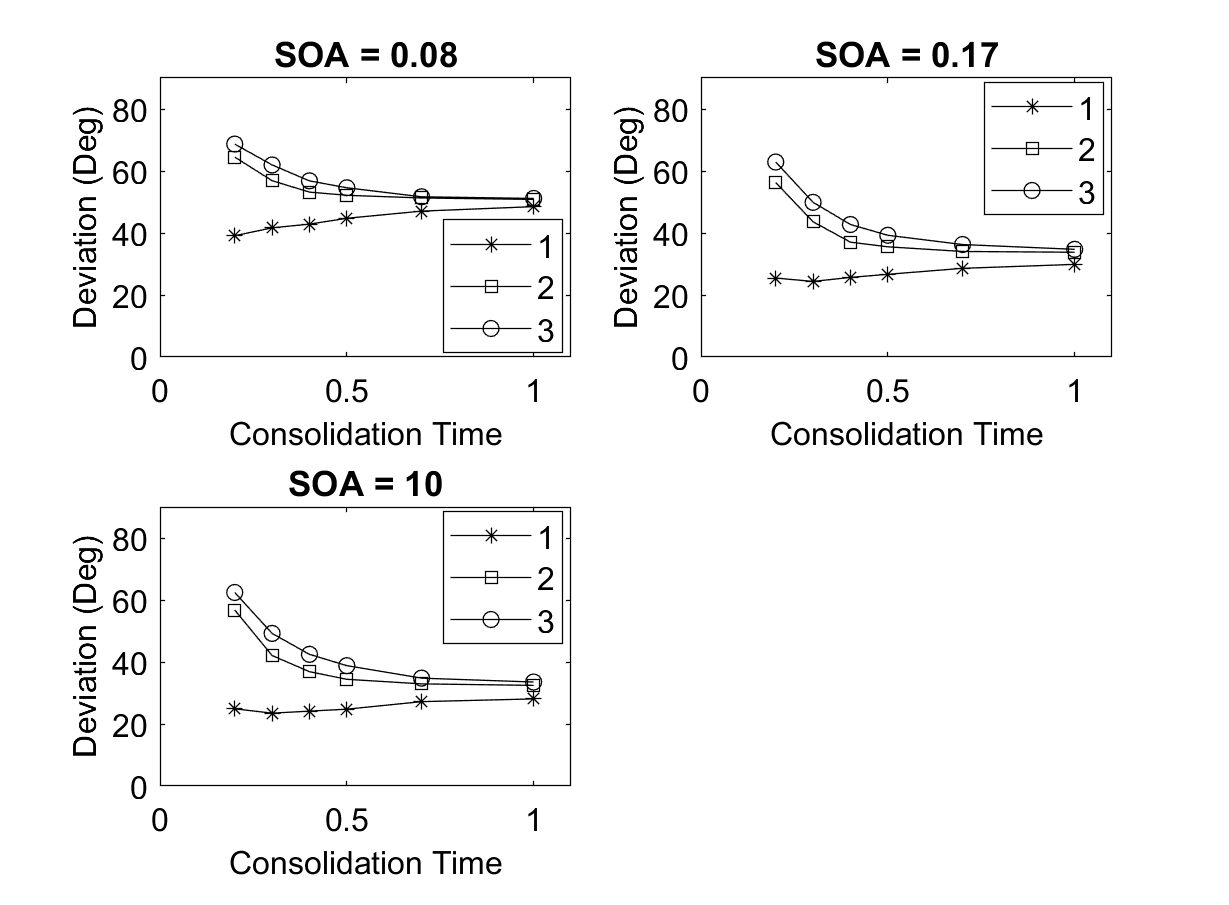 SOA = 0.08
Deviation (Deg)
80
60
40
20
0
0 0.5 1
Consolidation Time
1
2
3
SOA = 0.17
Deviation (Deg)
80
60
40
20
0
0 0.5 1
Consolidation Time
1
2
3
SOA = 10
Deviation (Deg)
80
60
40
20
0
0 0.5 1
Consolidation Time
1
2
3